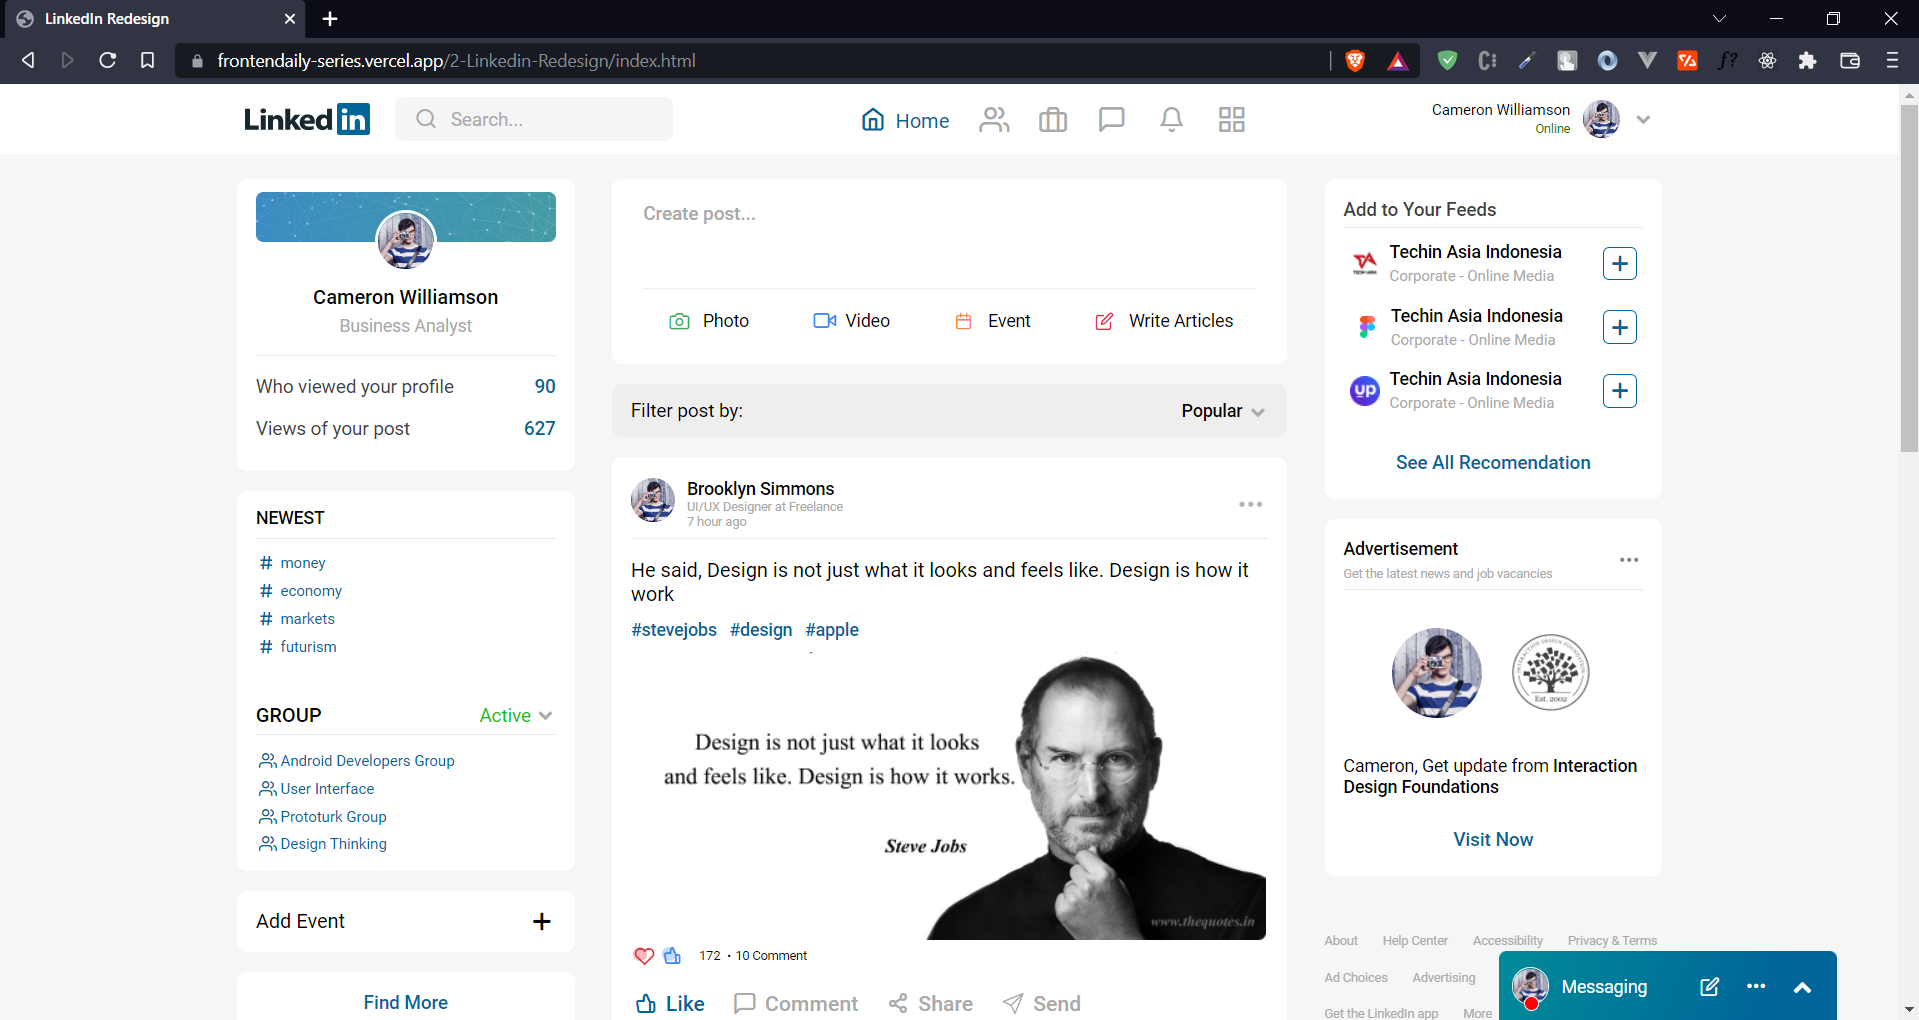 LinkedIn Redesign
frontendaily-series.vercel.app/2-Linkedin-Redesign/index.html
Linked in
Search...
Home
Cameron Williamson
Online
Cameron Williamson
Business Analyst
Who viewed your profile 90
Views of your post 627
NEWEST
# money
# economy
# markets
# futurism
GROUP Active
Android Developers Group
User Interface
Prototurk Group
Design Thinking
Add Event +
Find More
Create post...
Photo Video Event Write Articles
Filter post by: Popular
Brooklyn Simmons
UI/UX Designer at Freelance
7 hour ago
He said, Design is not just what it looks and feels like. Design is how it
work
#stevejobs #design #apple
Design is not just what it looks
and feels like. Design is how it works.
Steve Jobs
www.thequotes.in
172 • 10 Comment
Like Comment Share Send
Add to Your Feeds
TECHINASIA
Techin Asia Indonesia
Corporate - Online Media
Techin Asia Indonesia
Corporate - Online Media
up
Techin Asia Indonesia
Corporate - Online Media
See All Recomendation
Advertisement
Get the latest news and job vacancies
INTERACTION DESIGN FOUNDATION
Est. 2002
Cameron, Get update from Interaction
Design Foundations
Visit Now
About Help Center Accessibility Privacy & Terms
Ad Choices Advertising
Get the LinkedIn app More
Messaging